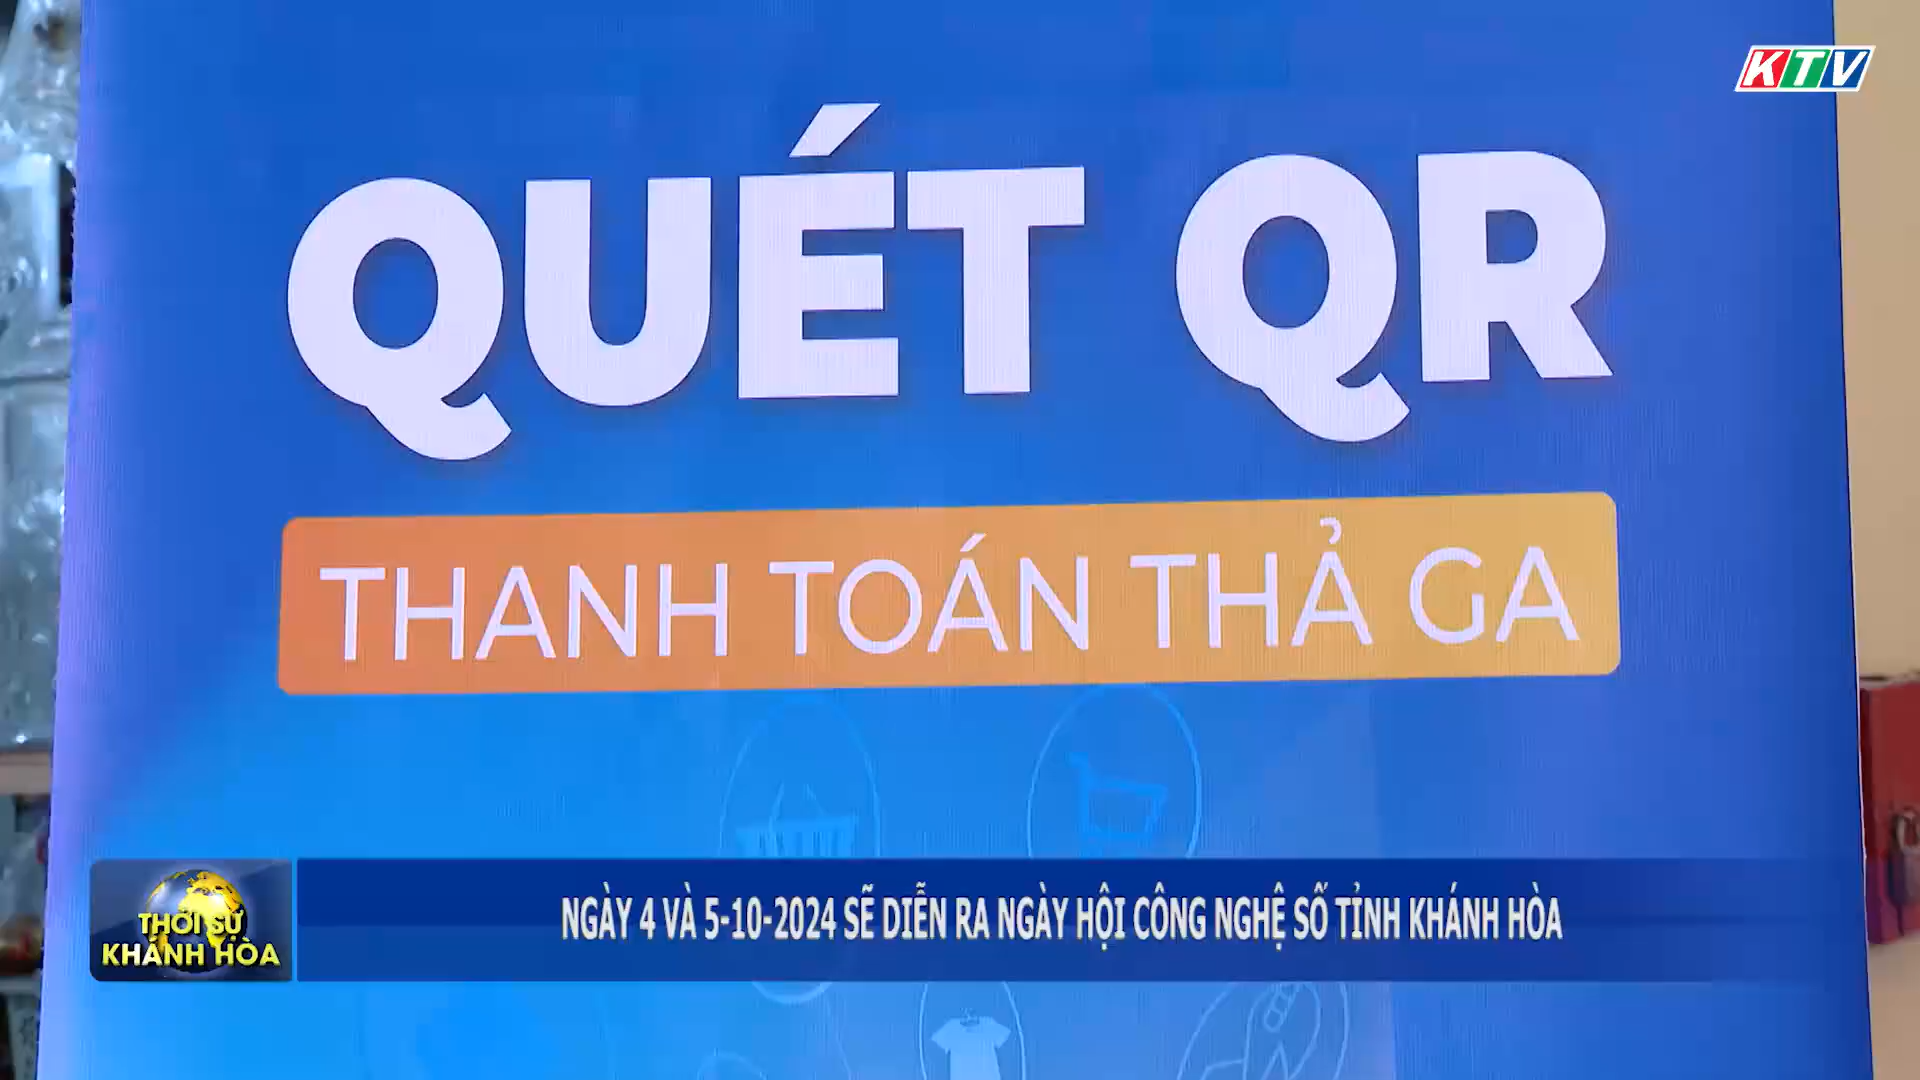 KTV
QUÉT QR
THANH TOÁN THẢ GA
THỜI SỰ
KHÁNH HÒA
NGÀY 4 VÀ 5-10-2024 SẼ DIỄN RA NGÀY HỘI CÔNG NGHỆ SỐ TỈNH KHÁNH HÒA